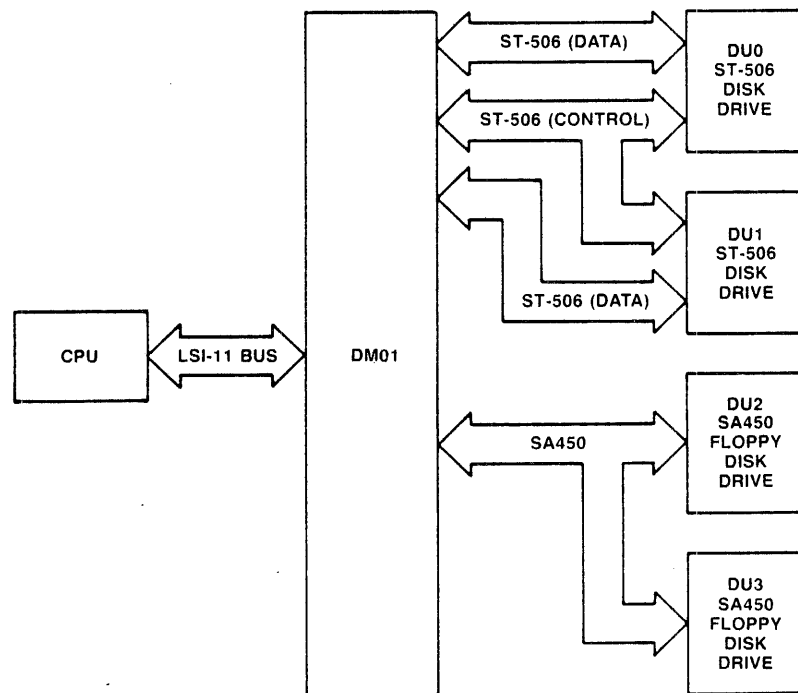 ST-506 (DATA)
DU0
ST-506
DISK
DRIVE
ST-506 (CONTROL)
DU1
ST-506
DISK
DRIVE
ST-506 (DATA)
CPU
LSI-11 BUS
DM01
DU2
SA450
FLOPPY
DISK
DRIVE
SA450
DU3
SA450
FLOPPY
DISK
DRIVE